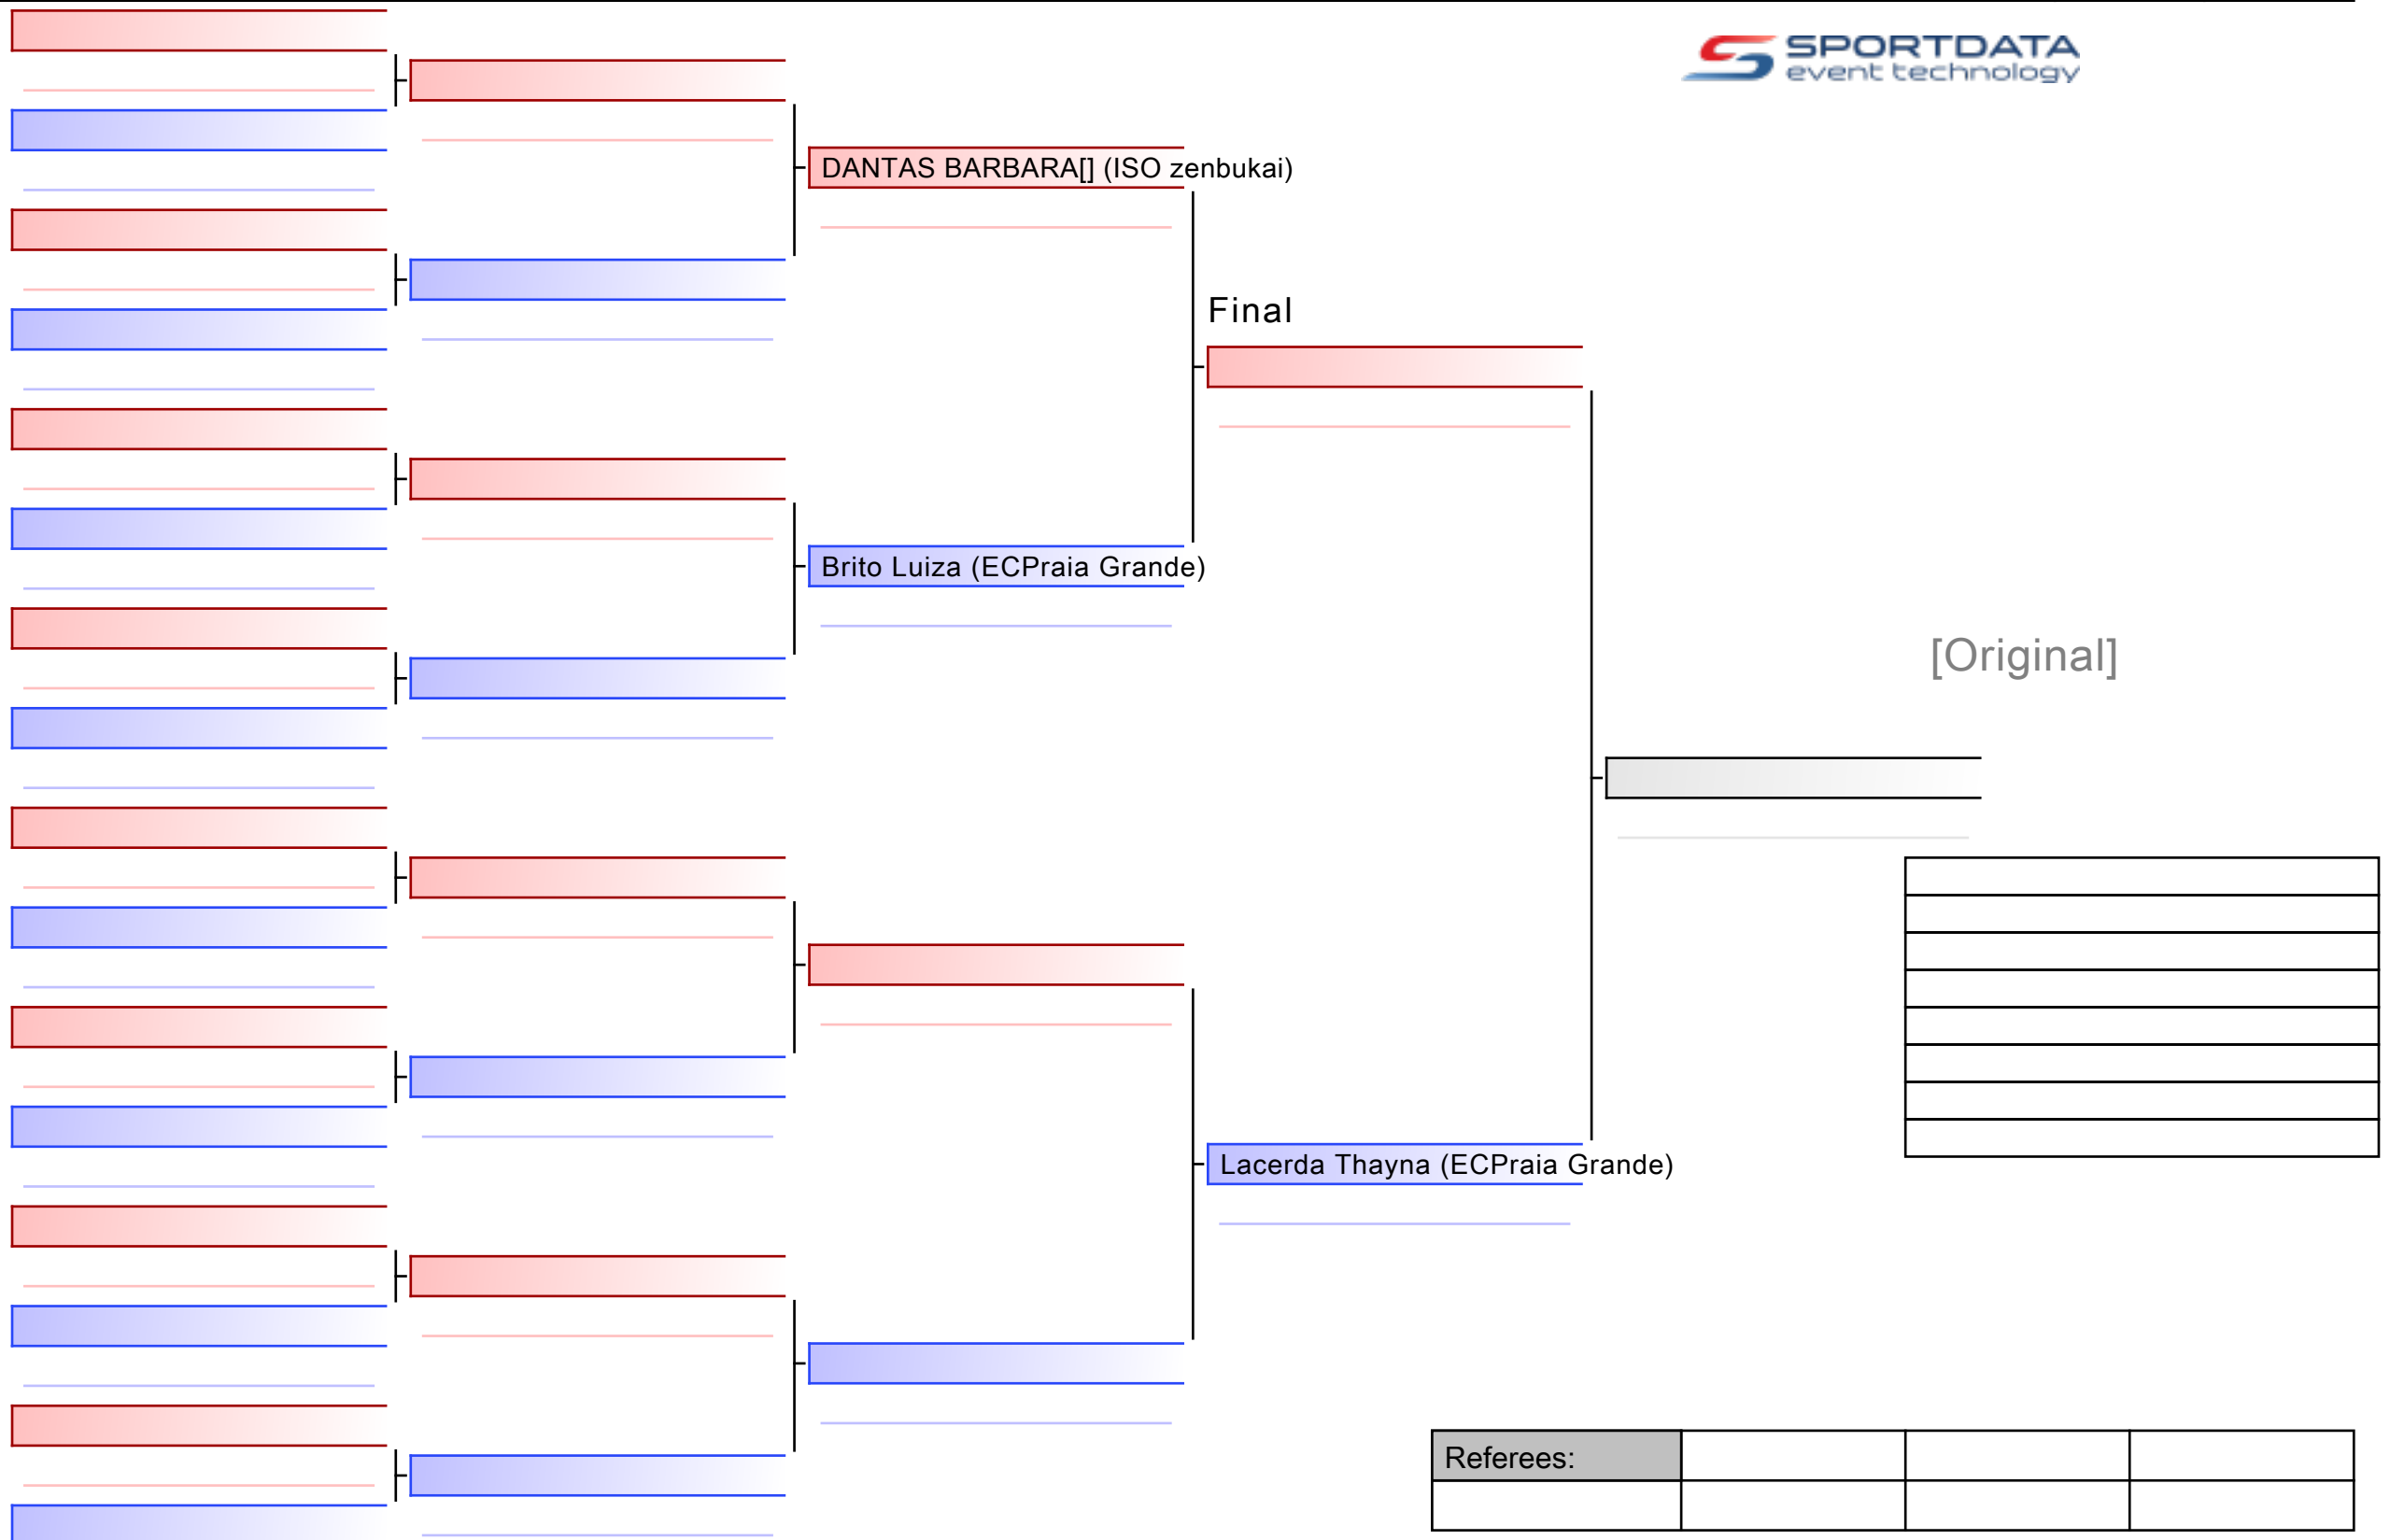 SPORTDATA
event technology
DANTAS BARBARA[] (ISO zenbukai)
Final
Brito Luiza (ECPraia Grande)
[Original]
Lacerda Thayna (ECPraia Grande)
Referees: